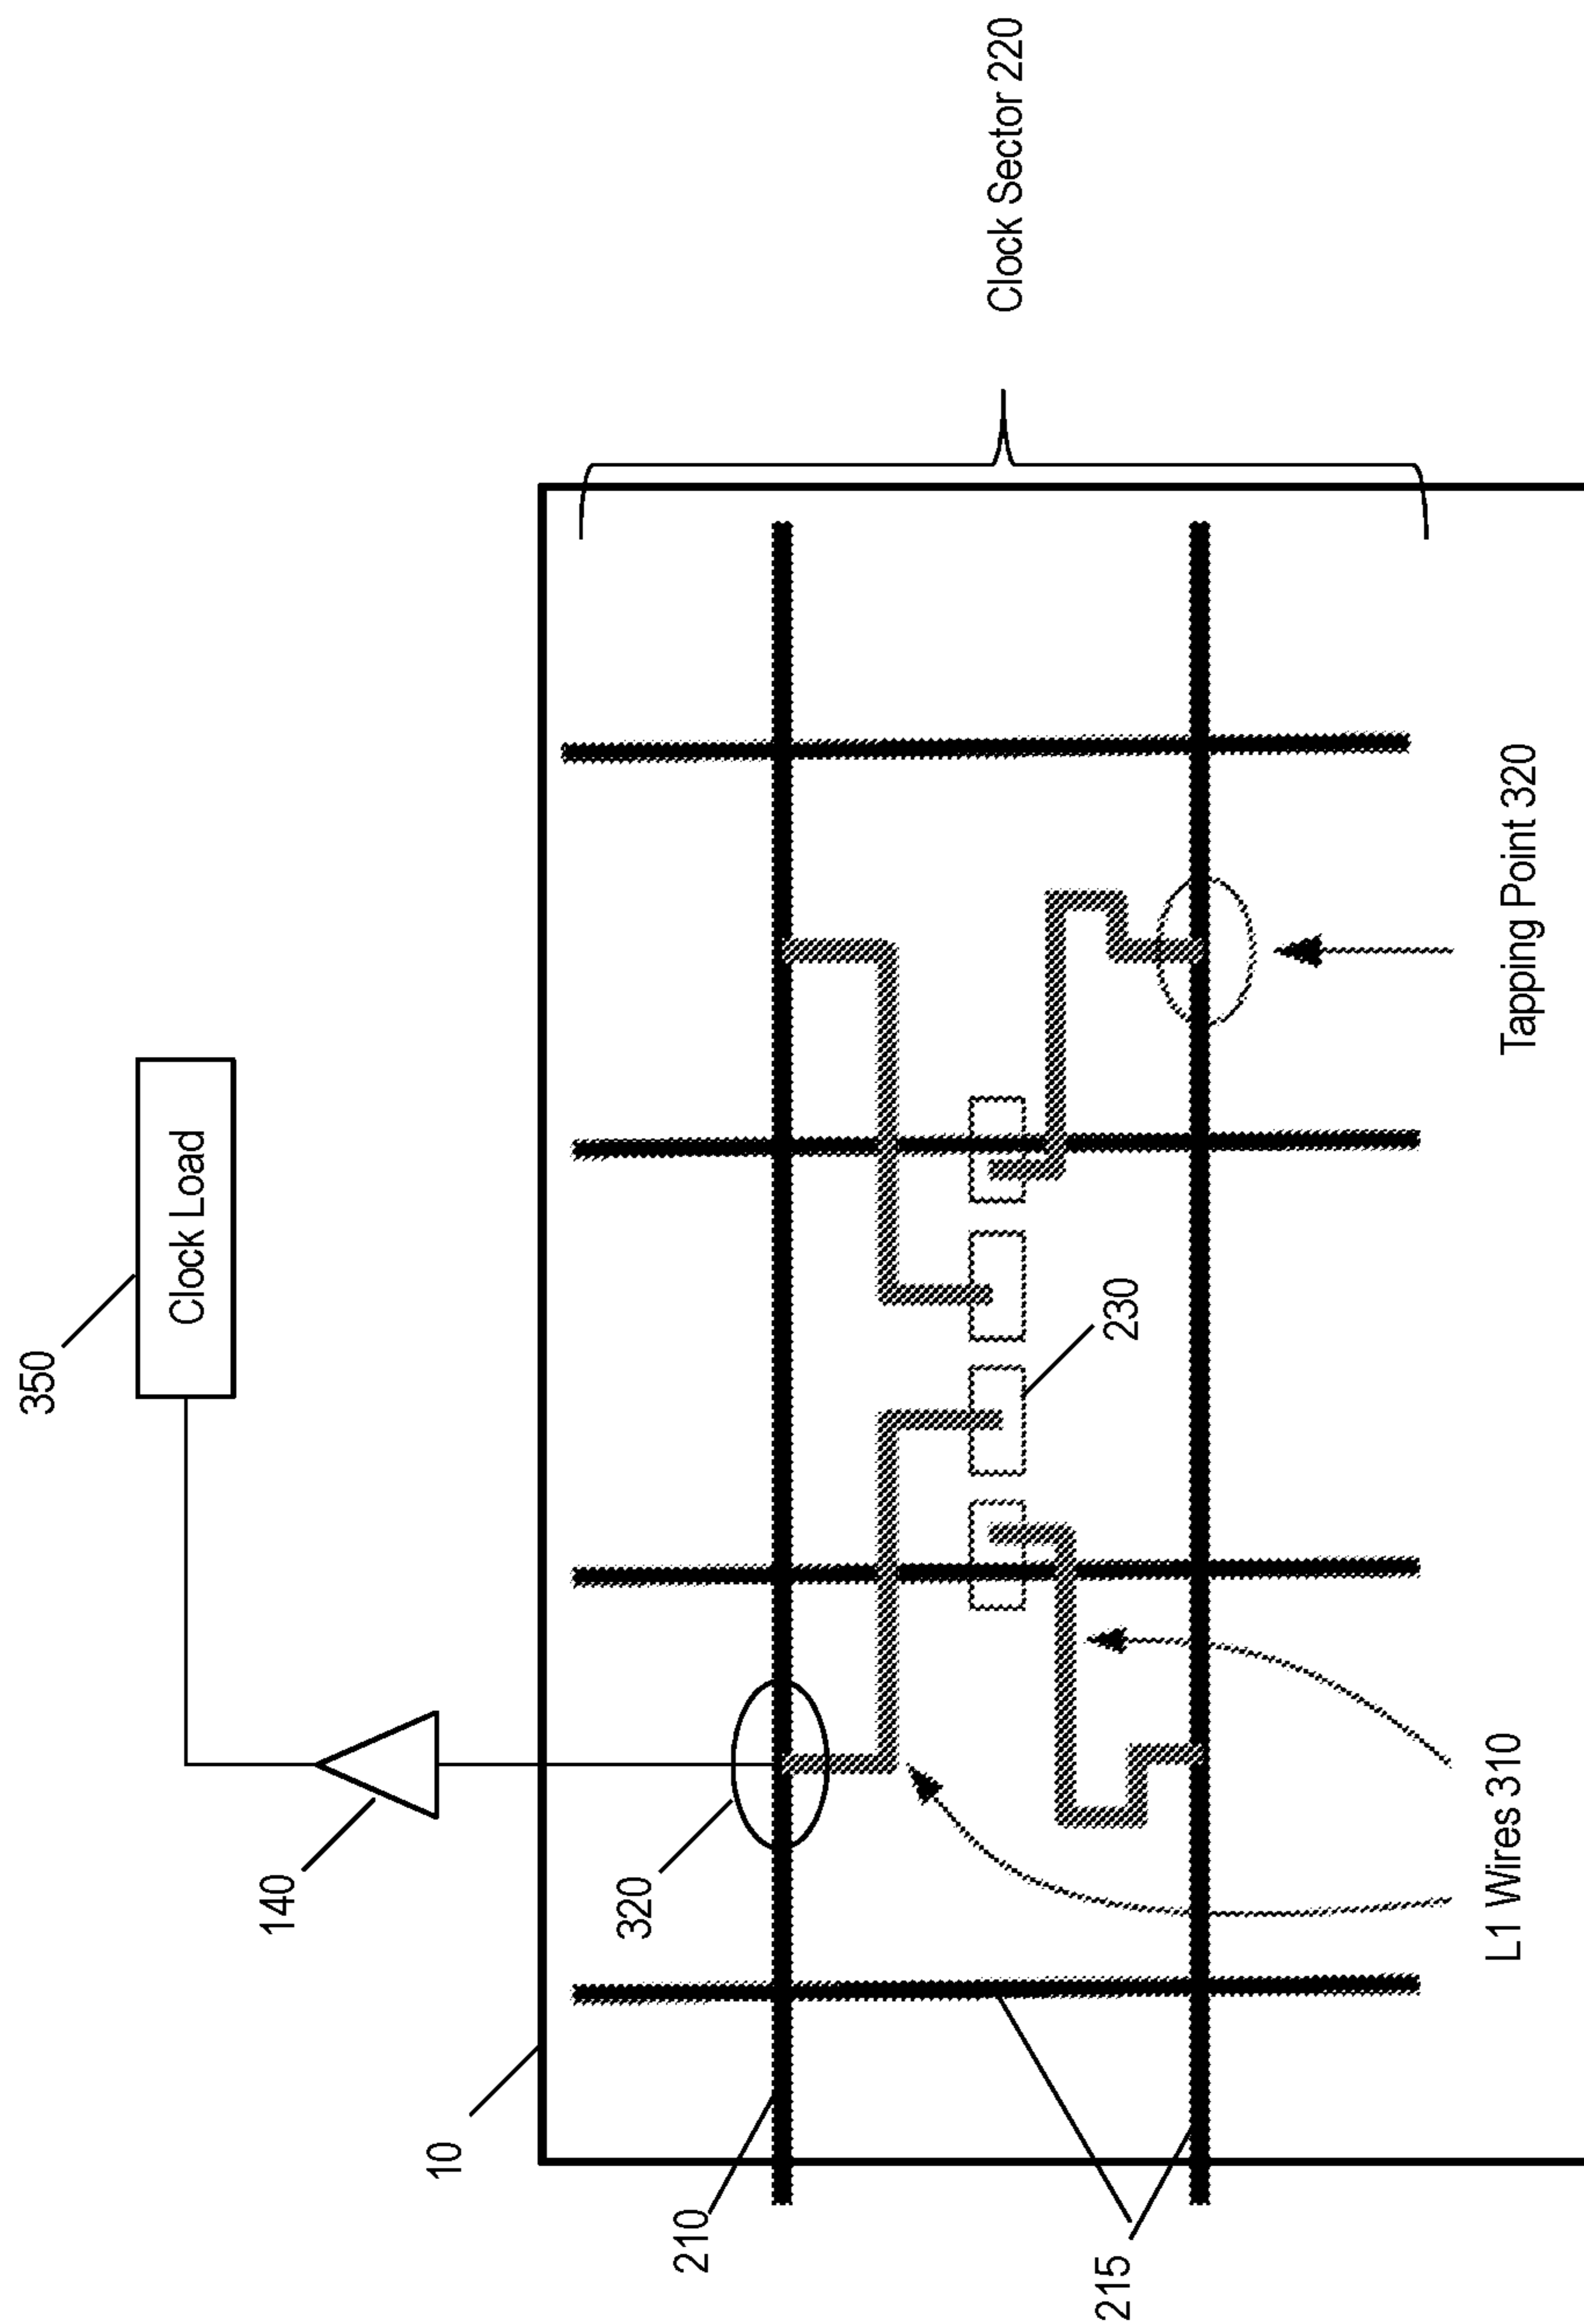 350
Clock Load
140
320
10
210
215
230
Clock Sector 220
L1 Wires 310
Tapping Point 320